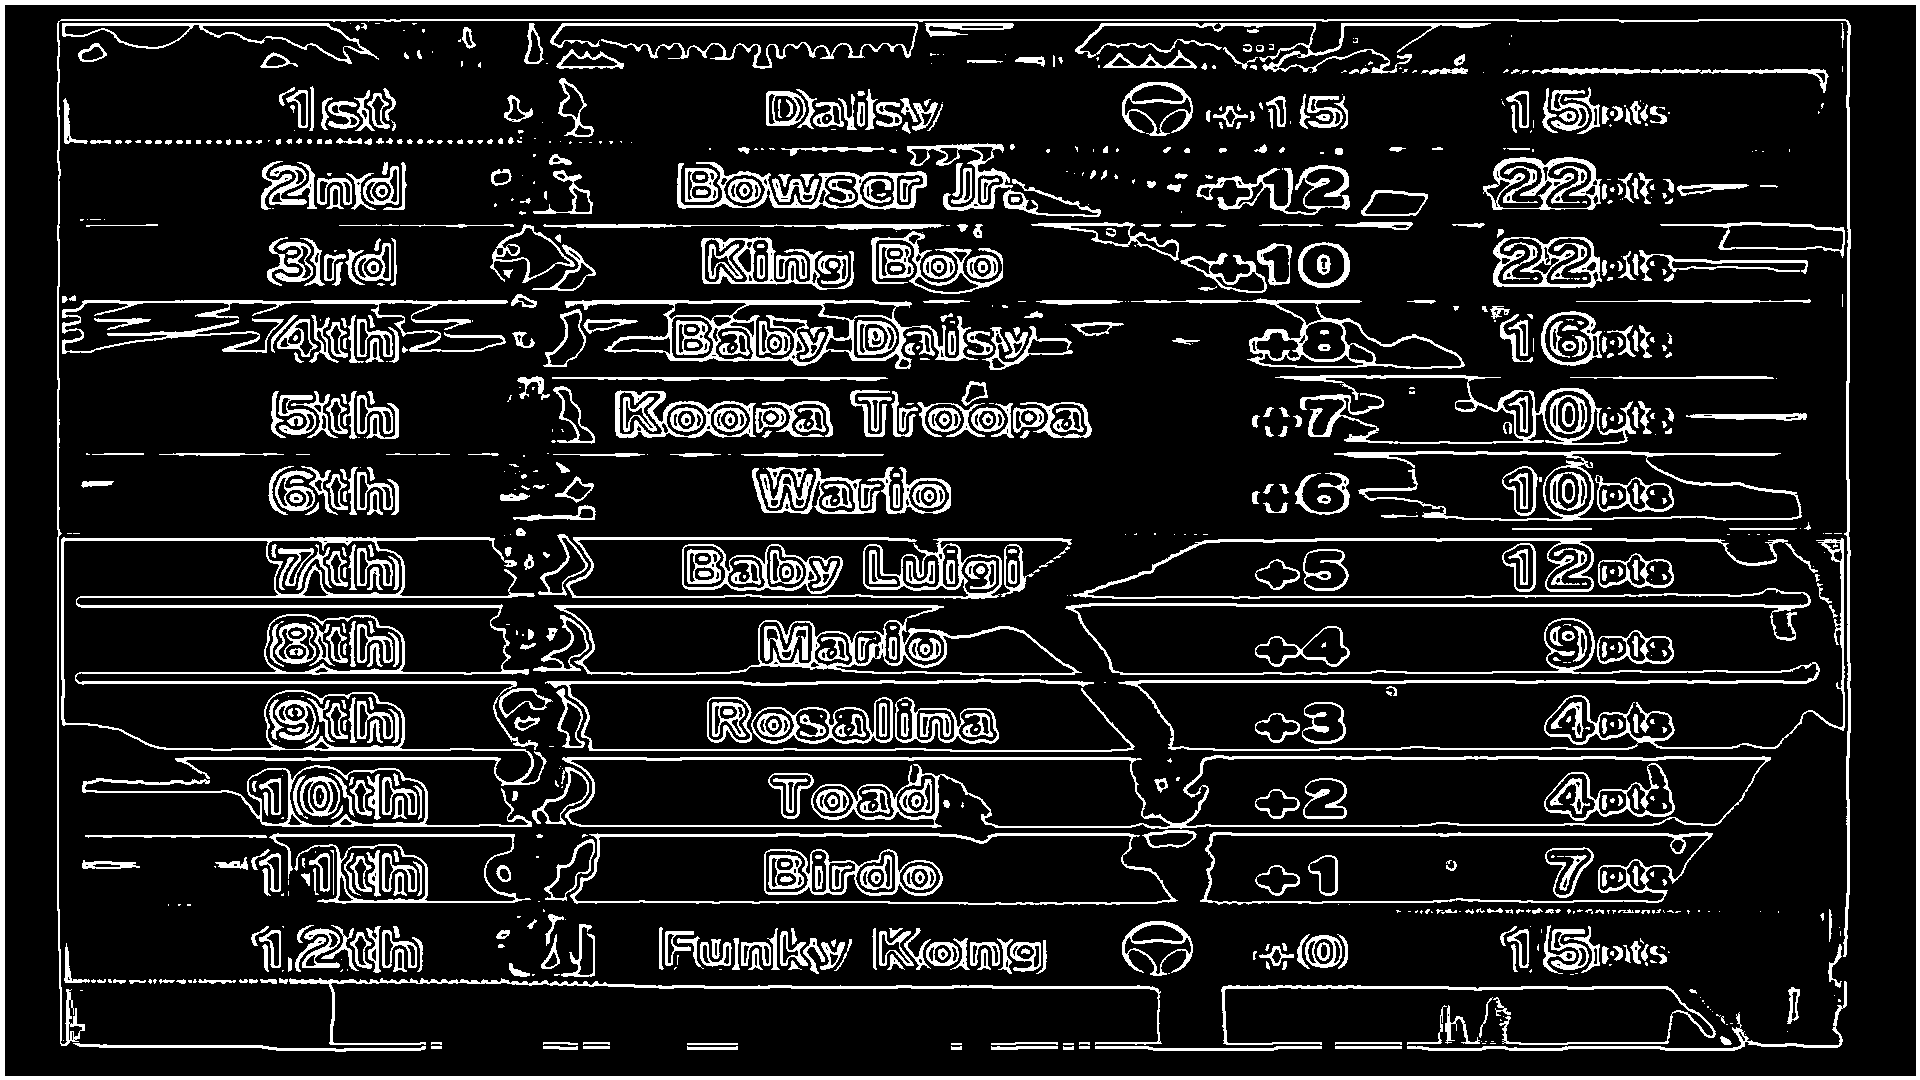 1st Daisy +15 15pts
2nd Bowser Jr. +12 22pts
3rd King Boo +10 22pts
4th Baby Daisy +8 16pts
5th Koopa Troopa +7 10pts
6th Wario +6 10pts
7th Baby Luigi +5 12pts
8th Mario +4 9pts
9th Rosalina +3 4pts
10th Toad +2 4pts
11th Birdo +1 7pts
12th Funky Kong +0 15pts